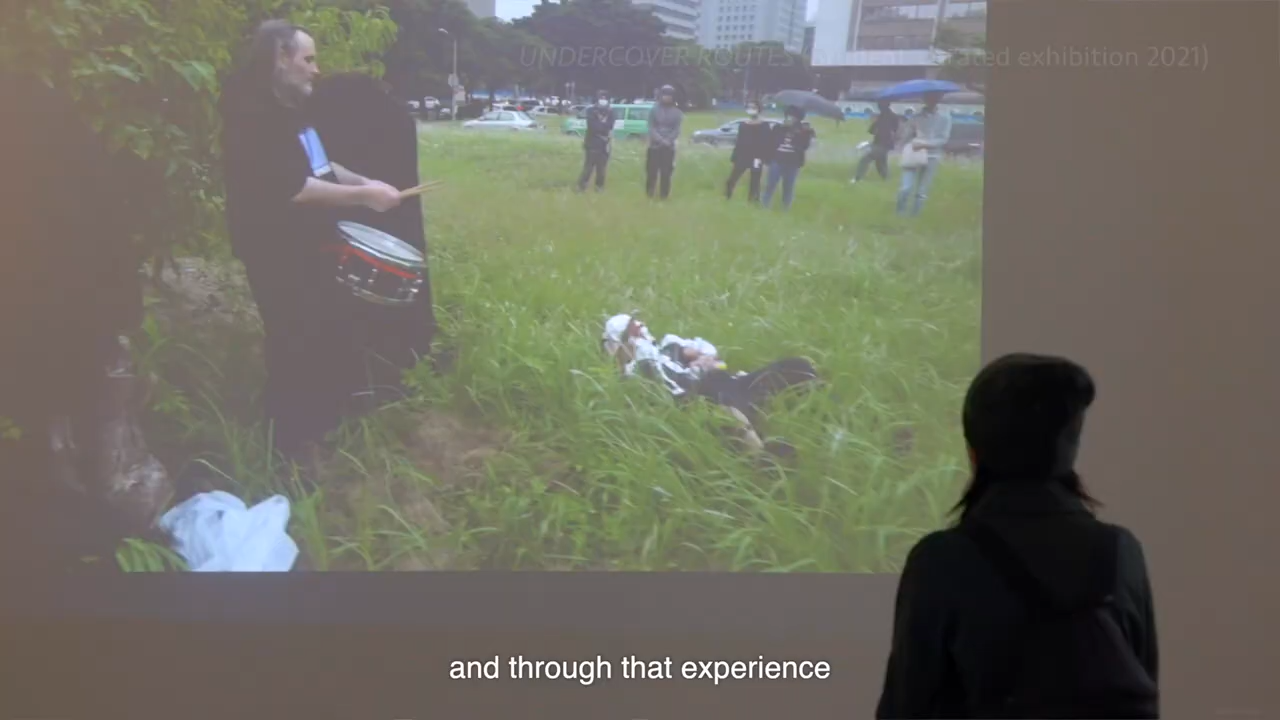 UNDERCOVER ROUTES exhibition 2021)
and through that experience